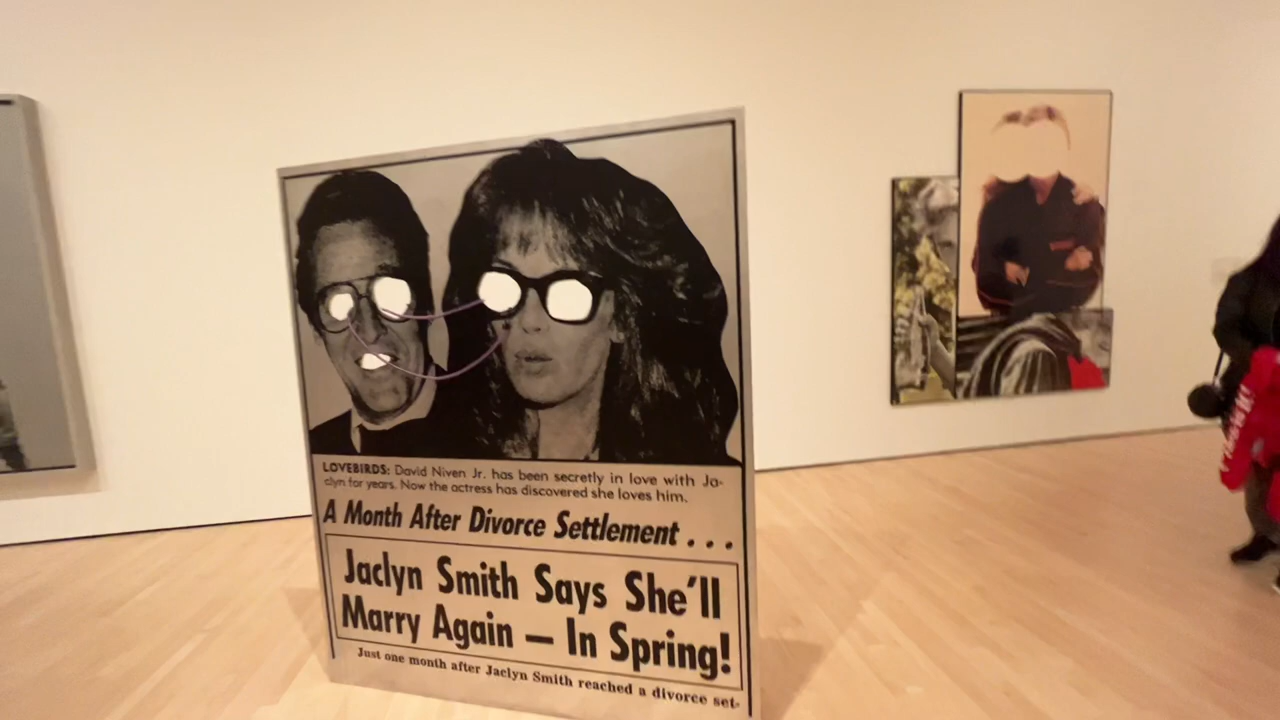 LOVEBIRDS: David Niven Jr. has been secretly in love with Ja-
clyn for years. Now the actress has discovered she loves him.
A Month After Divorce Settlement . . .
Jaclyn Smith Says She'll
Marry Again — In Spring!
Just one month after Jaclyn Smith reached a divorce set-